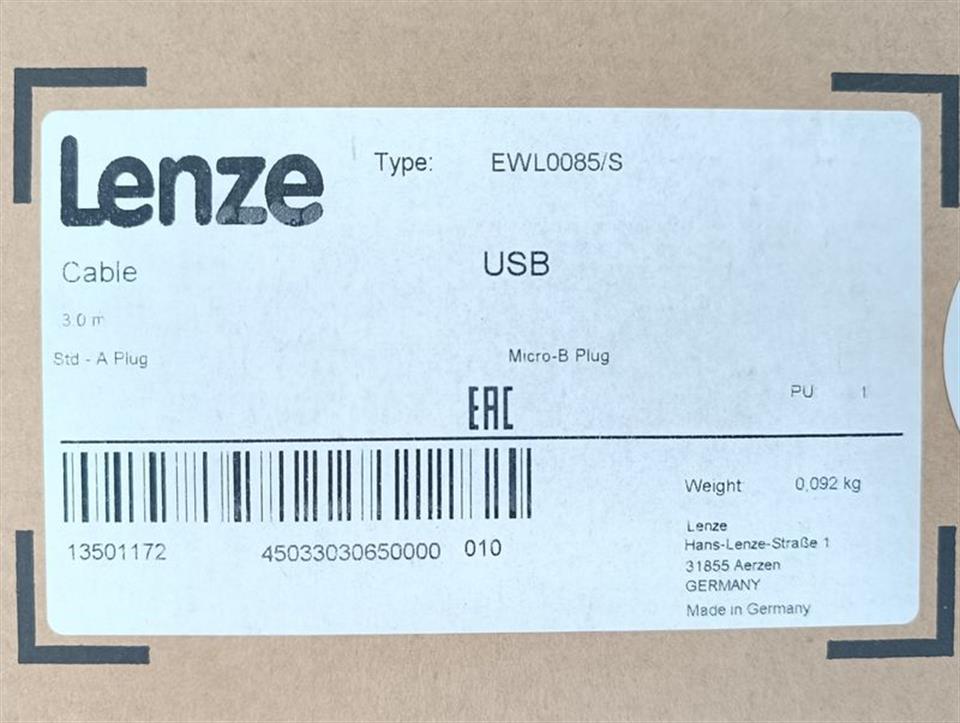 Lenze
Type: EWL0085/S
Cable USB
3.0 m
Std - A Plug Micro-B Plug
EAC
PU 1
Weight 0,092 kg
13501172 45033030650000 010
Lenze
Hans-Lenze-Straße 1
31855 Aerzen
GERMANY
Made in Germany